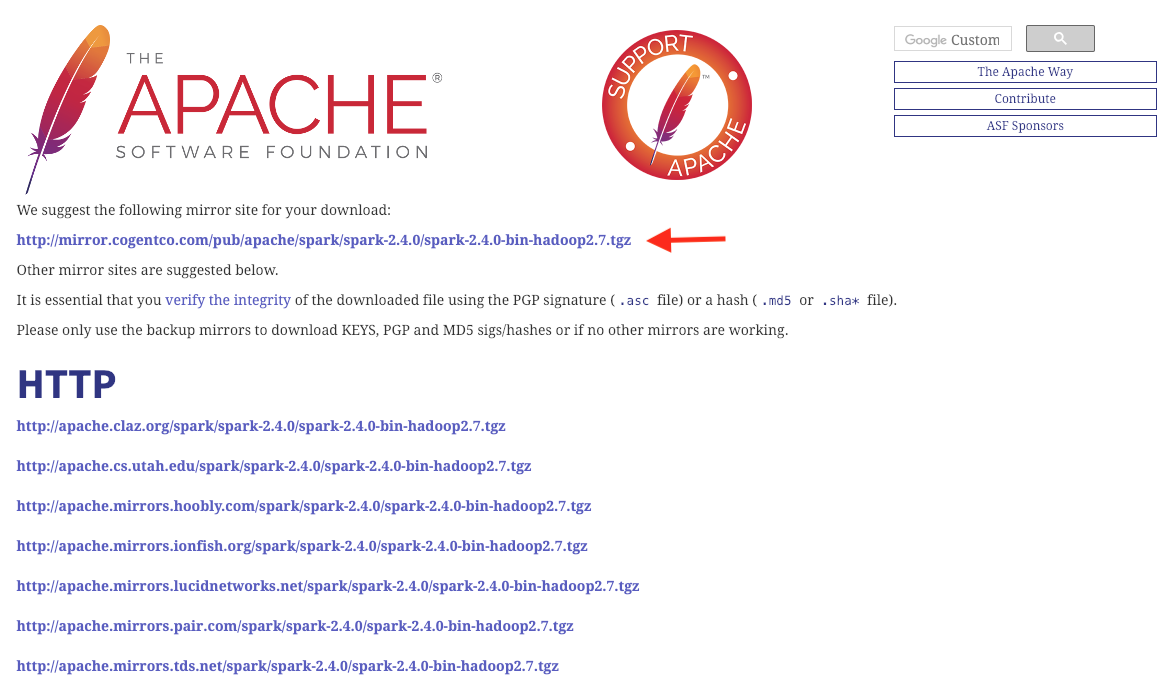 THE
APACHE®
SOFTWARE FOUNDATION
SUPPORT
APACHE
™
Google Custom
The Apache Way
Contribute
ASF Sponsors
We suggest the following mirror site for your download:
http://mirror.cogentco.com/pub/apache/spark/spark-2.4.0/spark-2.4.0-bin-hadoop2.7.tgz
Other mirror sites are suggested below.
It is essential that you verify the integrity of the downloaded file using the PGP signature ( .asc file) or a hash ( .md5 or .sha* file).
Please only use the backup mirrors to download KEYS, PGP and MD5 sigs/hashes or if no other mirrors are working.
HTTP
http://apache.claz.org/spark/spark-2.4.0/spark-2.4.0-bin-hadoop2.7.tgz
http://apache.cs.utah.edu/spark/spark-2.4.0/spark-2.4.0-bin-hadoop2.7.tgz
http://apache.mirrors.hoobly.com/spark/spark-2.4.0/spark-2.4.0-bin-hadoop2.7.tgz
http://apache.mirrors.ionfish.org/spark/spark-2.4.0/spark-2.4.0-bin-hadoop2.7.tgz
http://apache.mirrors.lucidnetworks.net/spark/spark-2.4.0/spark-2.4.0-bin-hadoop2.7.tgz
http://apache.mirrors.pair.com/spark/spark-2.4.0/spark-2.4.0-bin-hadoop2.7.tgz
http://apache.mirrors.tds.net/spark/spark-2.4.0/spark-2.4.0-bin-hadoop2.7.tgz